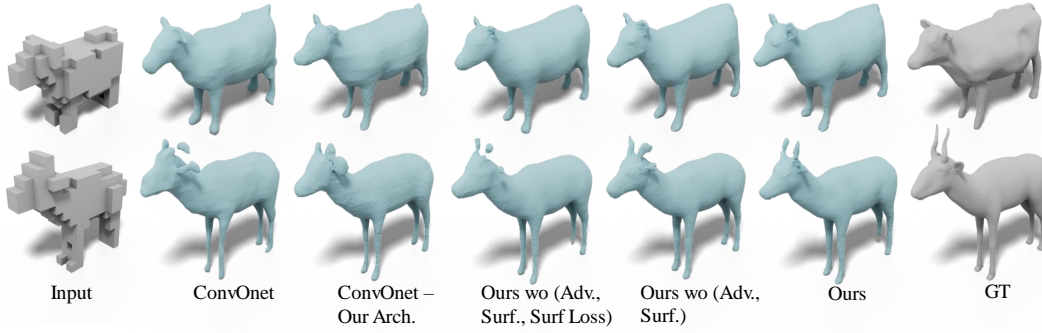 Input
ConvOnet
ConvOnet –
Our Arch.
Ours wo (Adv.,
Surf., Surf Loss)
Ours wo (Adv.,
Surf.)
Ours
GT